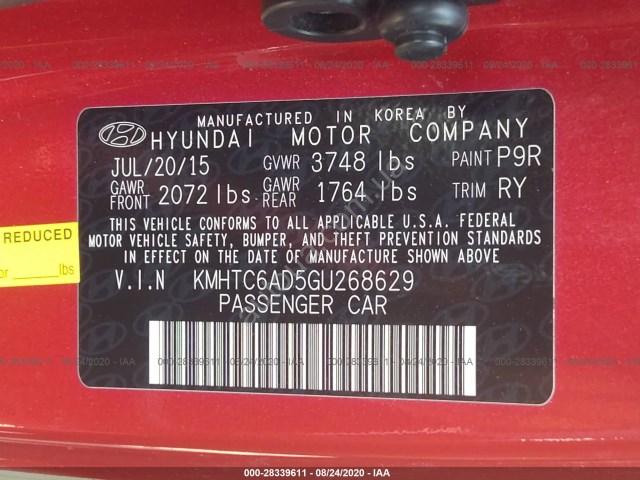 MANUFACTURED IN KOREA BY
HYUNDAI MOTOR COMPANY
JUL/20/15 GVWR 3748 lbs PAINT P9R
GAWR FRONT 2072 lbs. GAWR REAR 1764 lbs TRIM RY
THIS VEHICLE CONFORMS TO ALL APPLICABLE U.S.A. FEDERAL
MOTOR VEHICLE SAFETY, BUMPER, AND THEFT PREVENTION
IN EFFECT ON THE DATE OF MANUFACTURE SHOWN ABOVE.
V.I.N KMHTC6AD5GU268629
PASSENGER CAR
REDUCED
or ______lbs
000-28339611 - 08/24/2020 - IAA